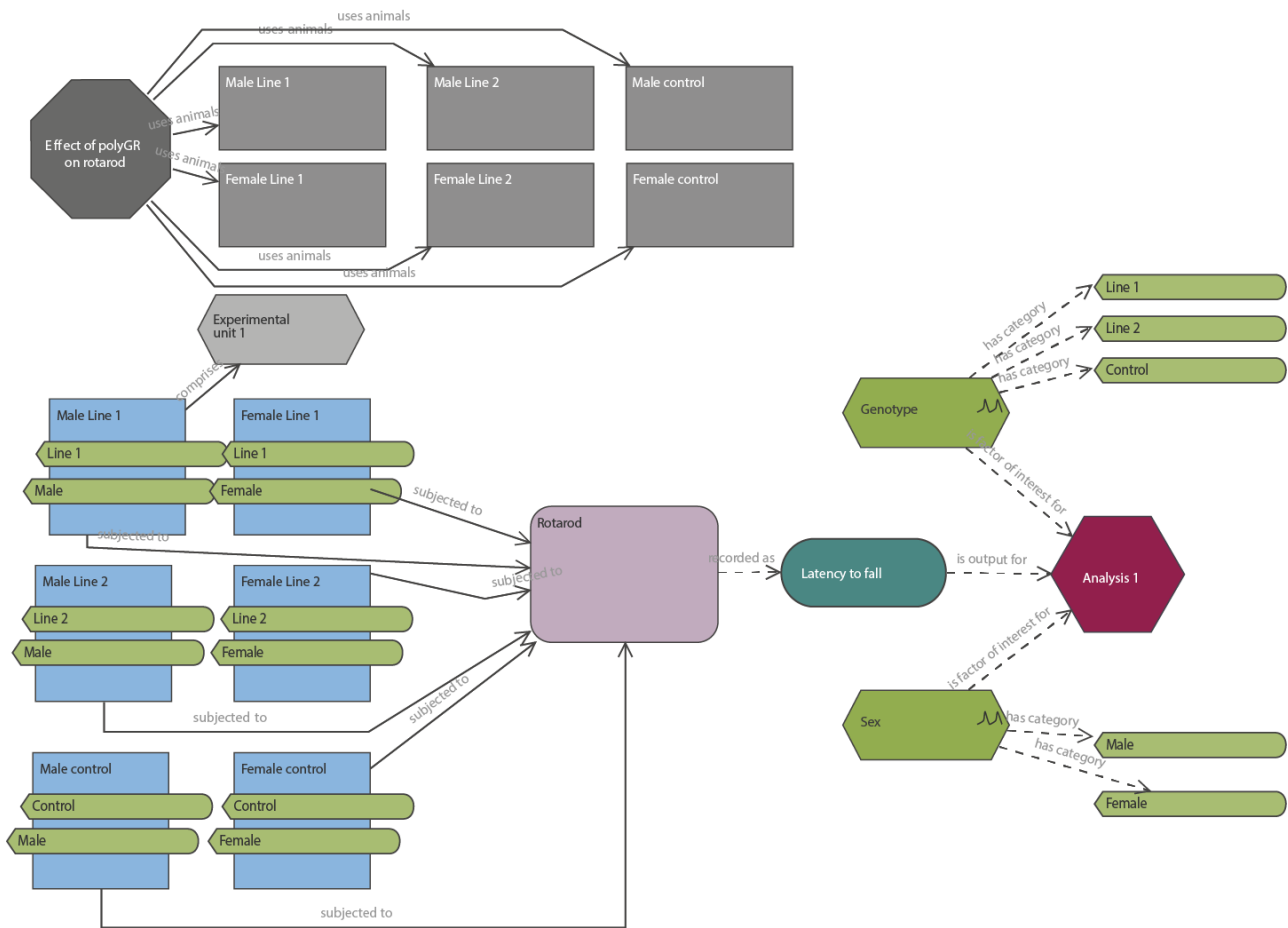 uses animals
uses animals
Male Line 1
Male Line 2
Male control
uses animals
Effect of polyGR
on rotarod
uses animal
Female Line 1
Female Line 2
Female control
uses animals
uses animals
Experimental
unit 1
comprises
Male Line 1
Female Line 1
Line 1
Line 1
Male
Female
subjected to
subjected to
Rotarod
Male Line 2
Female Line 2
subjected to
Line 2
Line 2
Male
Female
subjected to
subjected to
Male control
Female control
Control
Control
Male
Female
subjected to
recorded as
Latency to fall
is output for
Analysis 1
has category
Line 1
has category
Line 2
has category
Control
Genotype
is factor of interest for
is factor of interest for
Sex
has category
Male
has category
Female